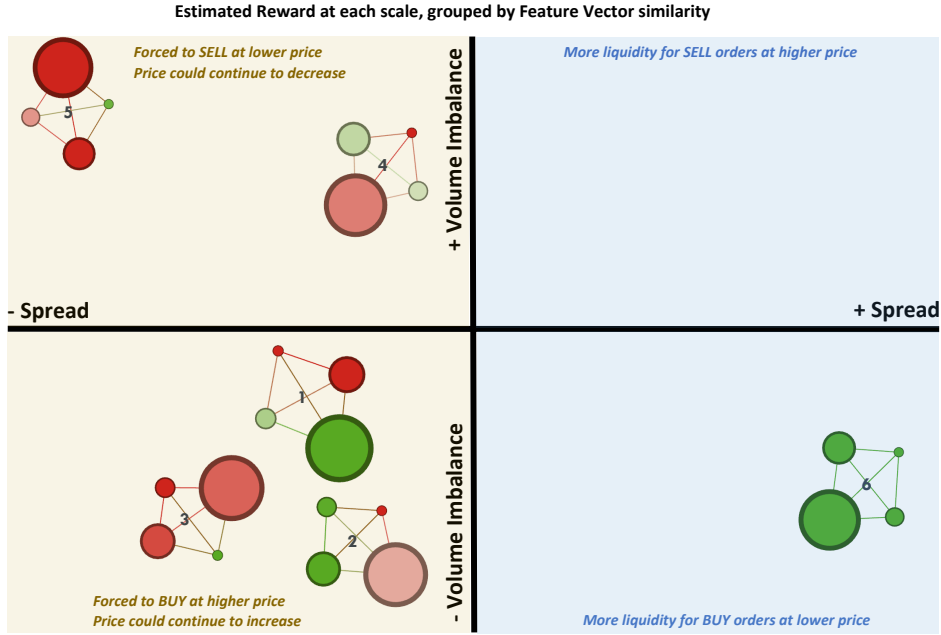 Estimated Reward at each scale, grouped by Feature Vector similarity
Forced to SELL at lower price
Price could continue to decrease
More liquidity for SELL orders at higher price
5
4
+ Volume Imbalance
- Spread
+ Spread
1
- Volume Imbalance
6
3
2
Forced to BUY at higher price
Price could continue to increase
More liquidity for BUY orders at lower price